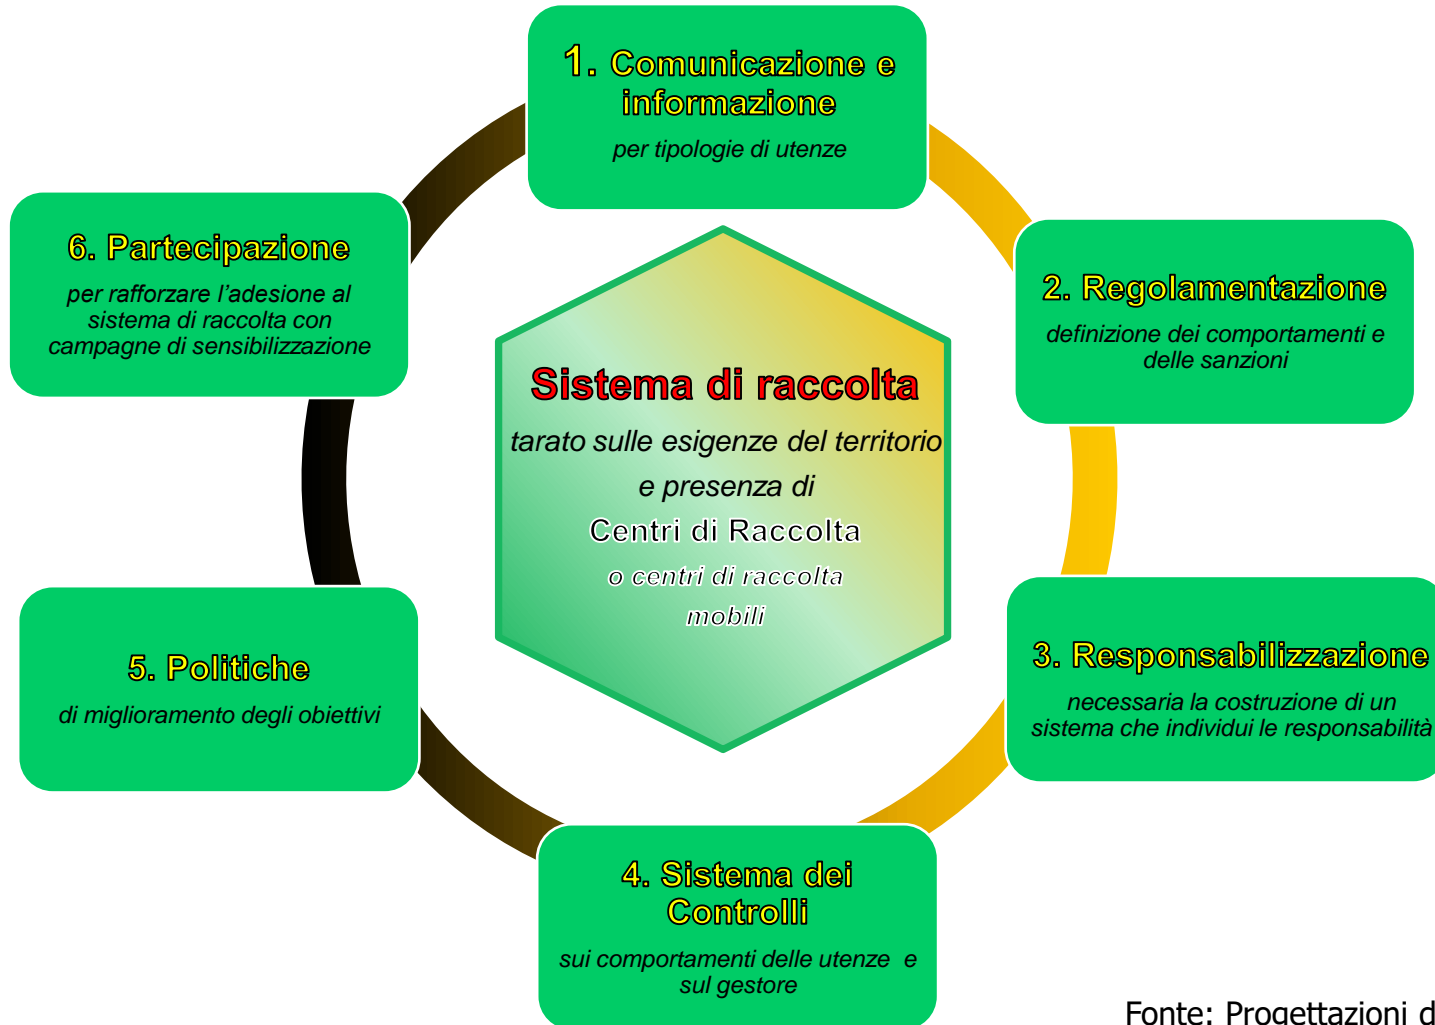 1. Comunicazione e
informazione
per tipologie di utenze
2. Regolamentazione
definizione dei comportamenti e
delle sanzioni
3. Responsabilizzazione
necessaria la costruzione di un
sistema che individui le responsabilità
4. Sistema dei
Controlli
sui comportamenti delle utenze e
sul gestore
5. Politiche
di miglioramento degli obiettivi
6. Partecipazione
per rafforzare l’adesione al
sistema di raccolta con
campagne di sensibilizzazione
Sistema di raccolta
tarato sulle esigenze del territorio
e presenza di
Centri di Raccolta
o centri di raccolta
mobili
Fonte: Progettazioni d